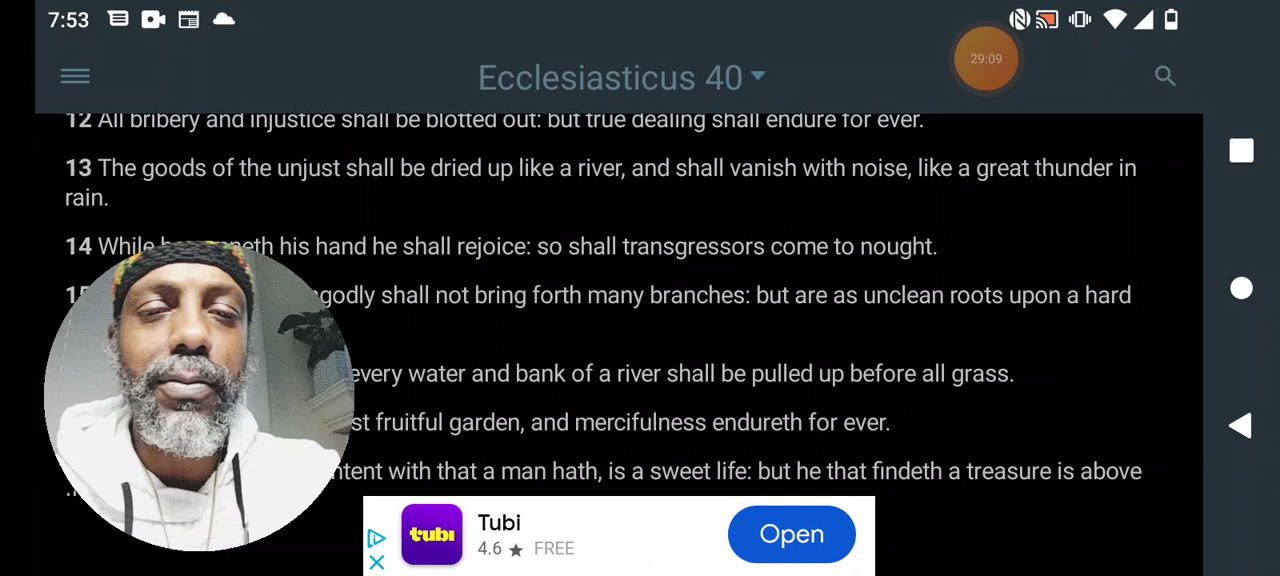 7:53
29:09
Ecclesiasticus 40
12 All bribery and injustice shall be blotted out: but true dealing shall endure for ever.
13 The goods of the unjust shall be dried up like a river, and shall vanish with noise, like a great thunder in
rain.
14 While his hand he shall rejoice: so shall transgressors come to nought.
shall not bring forth many branches: but are as unclean roots upon a hard
every water and bank of a river shall be pulled up before all grass.
fruitful garden, and mercifulness endureth for ever.
with that a man hath, is a sweet life: but he that findeth a treasure is above
tubi
Tubi
4.6 ★ FREE
Open